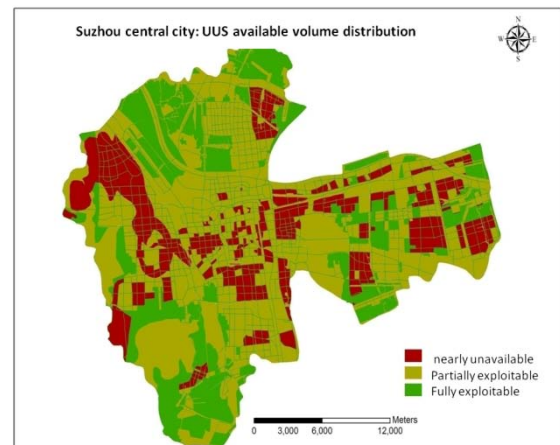 Suzhou central city: UUS available volume distribution
N
W E
S
nearly unavailable
Partially exploitable
Fully exploitable
Meters
0 3,000 6,000 12,000